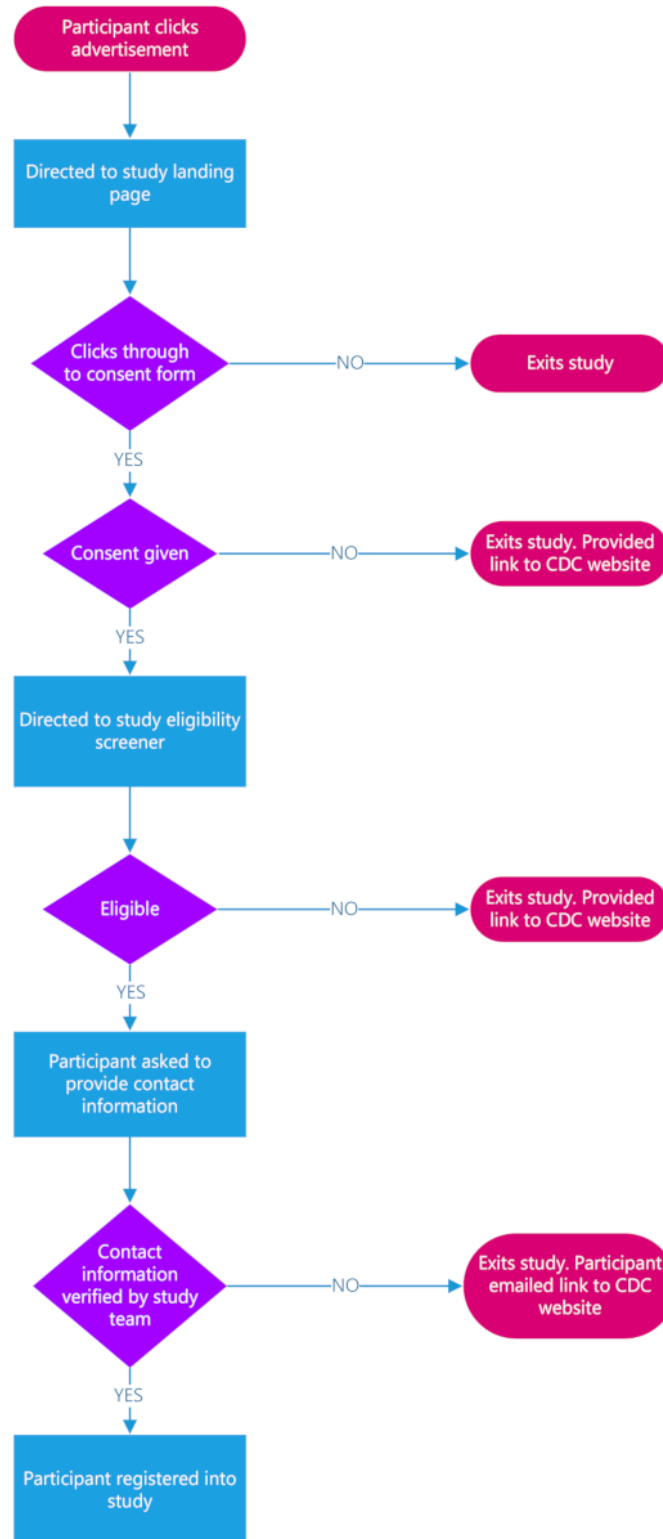 Participant clicks
advertisement
Directed to study landing
page
Clicks through
to consent form
NO
Exits study
YES
Consent given
NO
Exits study. Provided
link to CDC website
YES
Directed to study eligibility
screener
Eligible
NO
Exits study. Provided
link to CDC website
YES
Participant asked to
provide contact
information
Contact
information
verified by study
team
NO
Exits study. Participant
emailed link to CDC
website
YES
Participant registered into
study